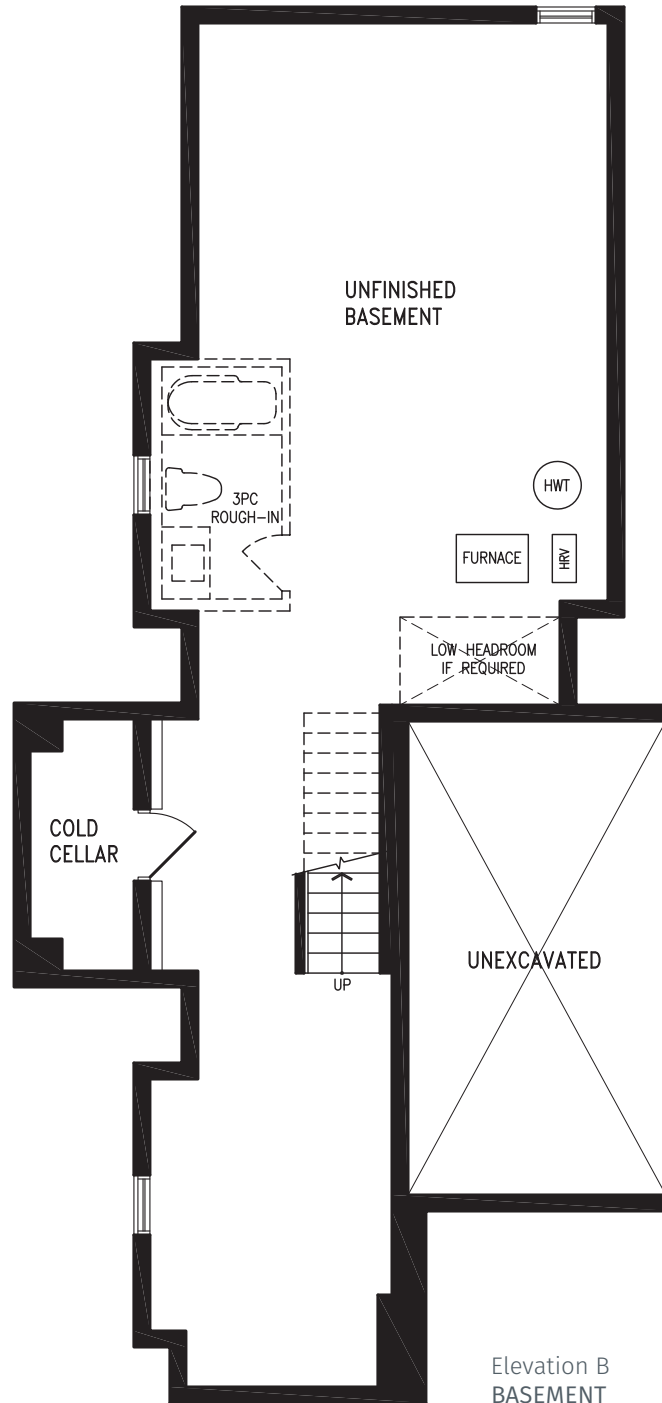 UNFINISHED
BASEMENT
3PC
ROUGH-IN
HWT
FURNACE
HRV
LOW HEADROOM
IF REQUIRED
COLD
CELLAR
UNEXCAVATED
UP
Elevation B
BASEMENT